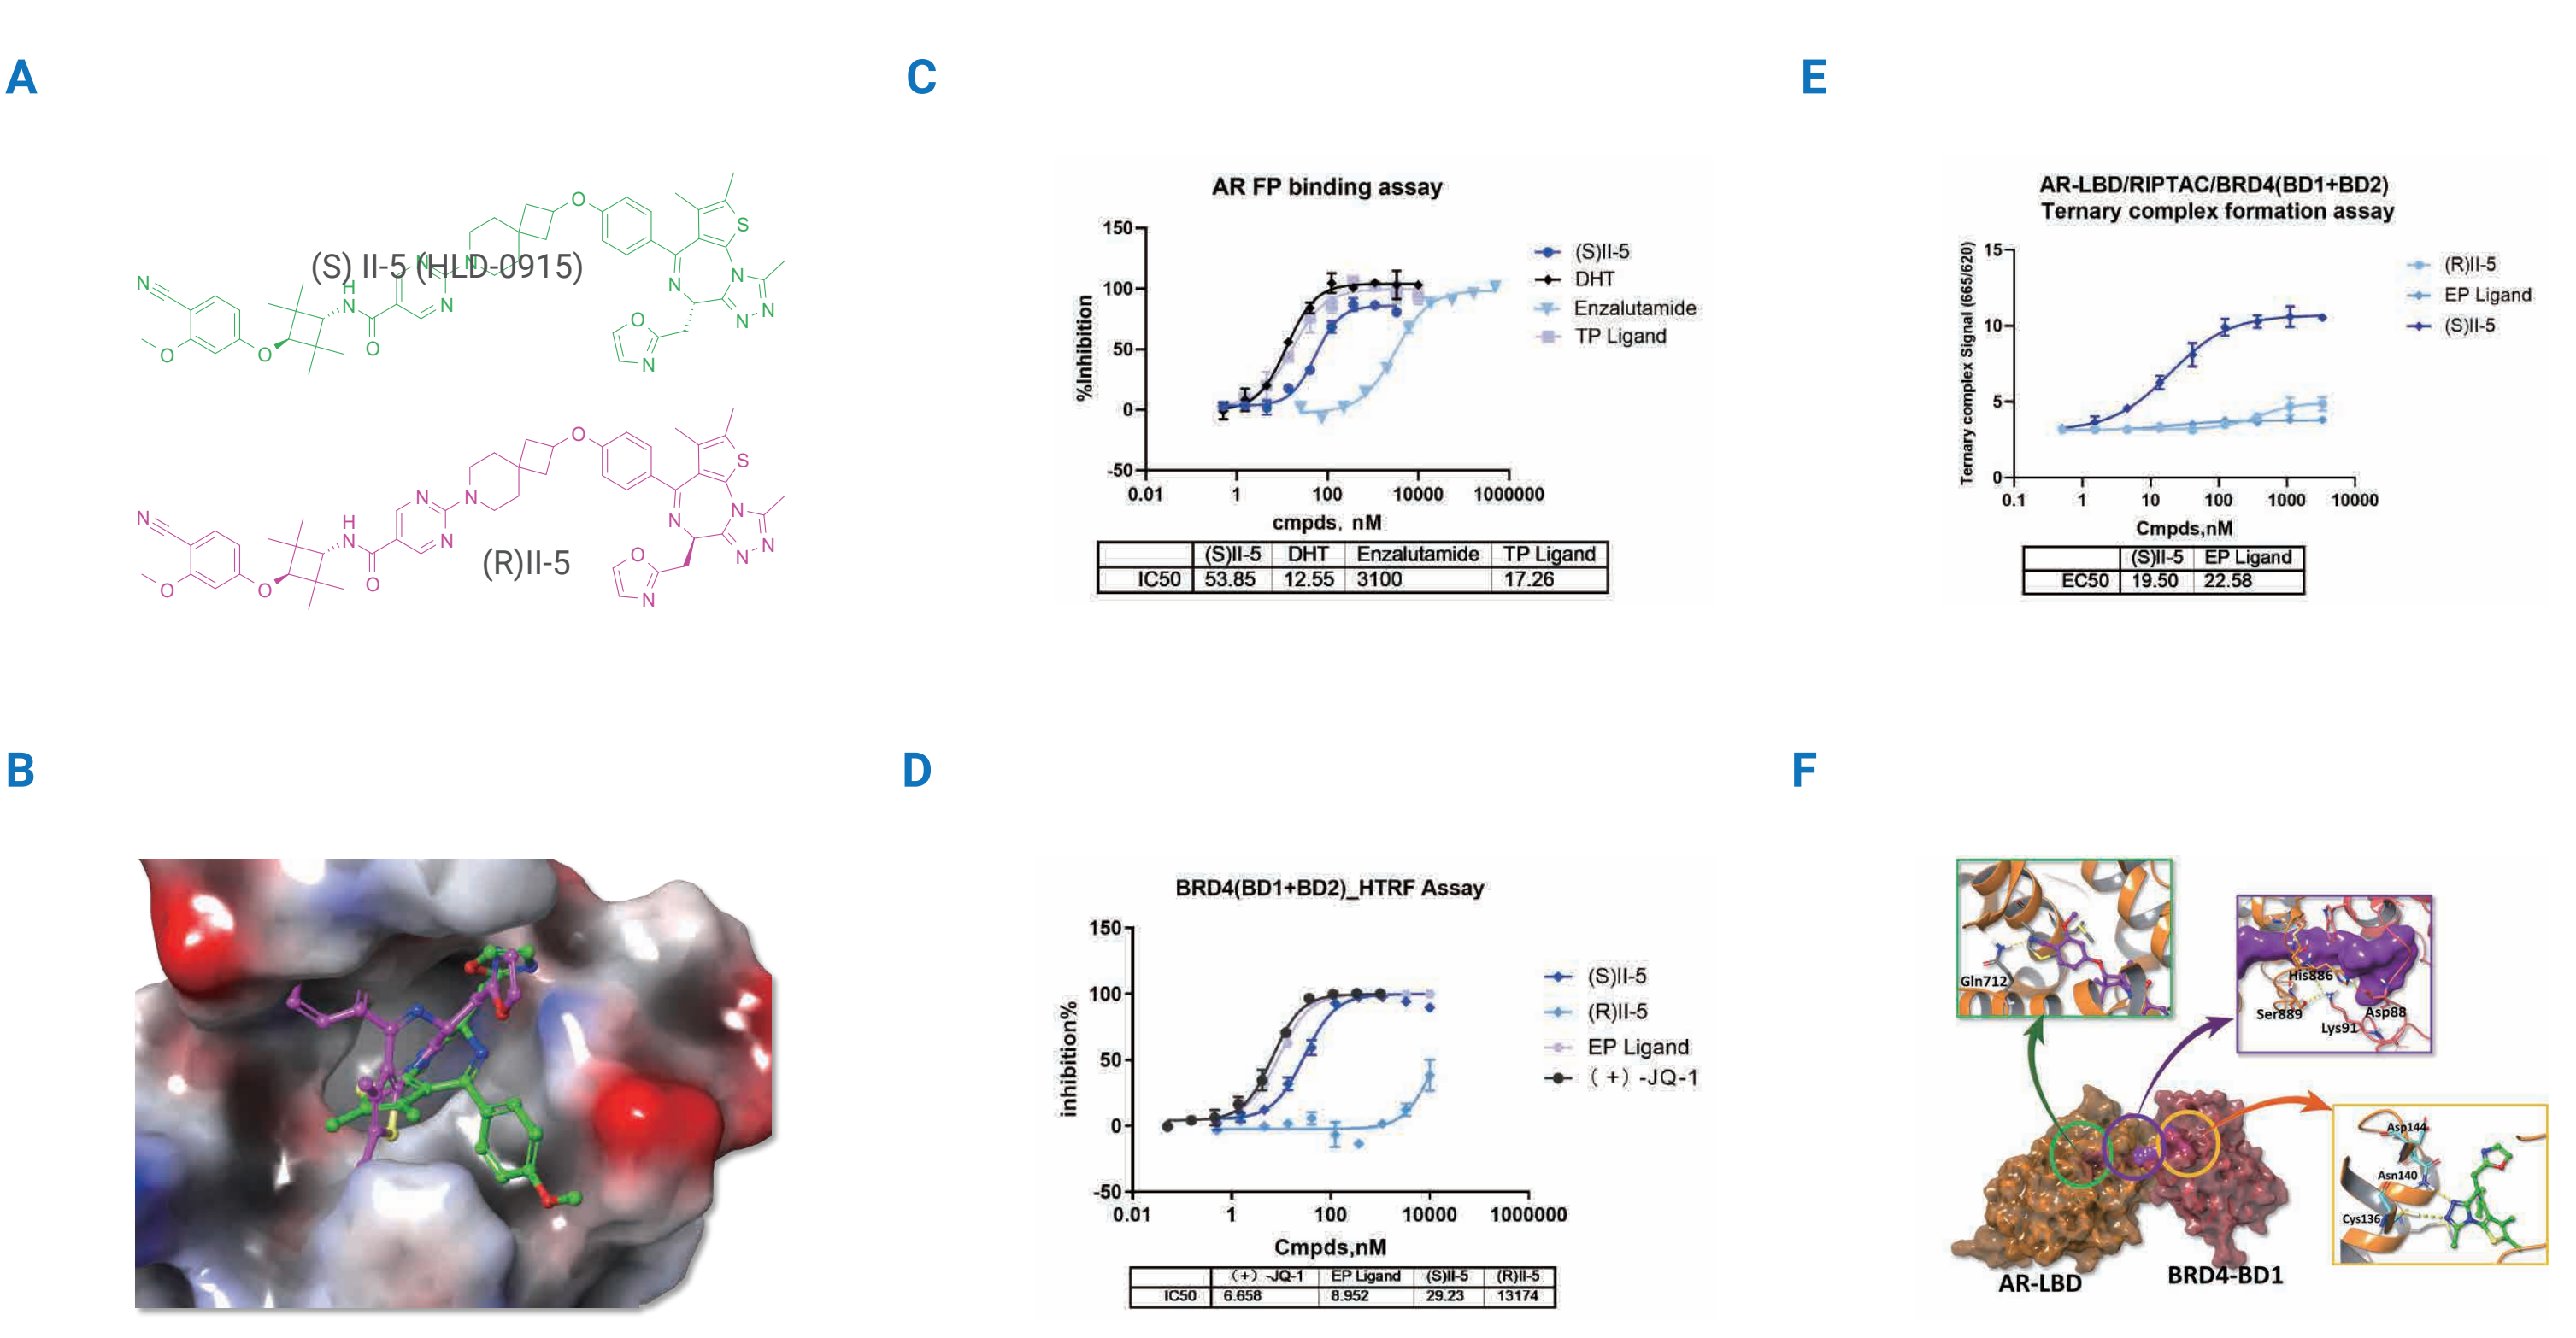 A
(S) II-5 (HLD-0915)
(R)II-5
B
C
AR FP binding assay
150
100
50
0
-50
%Inhibition
0.01 1 100 10000 1000000
cmpds, nM
(S)II-5
DHT
Enzalutamide
TP Ligand
(S)II-5 DHT Enzalutamide TP Ligand
IC50 53.85 12.55 3100 17.26
D
BRD4(BD1+BD2)_HTRF Assay
150
100
50
0
-50
inhibition%
0.01 1 100 10000 1000000
Cmpds,nM
(S)II-5
(R)II-5
EP Ligand
(+) -JQ-1
(+) -JQ-1 EP Ligand (S)II-5 (R)II-5
IC50 6.658 8.952 29.23 13174
E
AR-LBD/RIPTAC/BRD4(BD1+BD2)
Ternary complex formation assay
15
10
5
0
Ternary complex Signal (665/620)
0.1 1 10 100 1000 10000
Cmpds,nM
(R)II-5
EP Ligand
(S)II-5
(S)II-5 EP Ligand
EC50 19.50 22.58
F
Gln712
His886
Ser889
Lys91
Asp88
Asp144
Asn140
Cys136
AR-LBD
BRD4-BD1